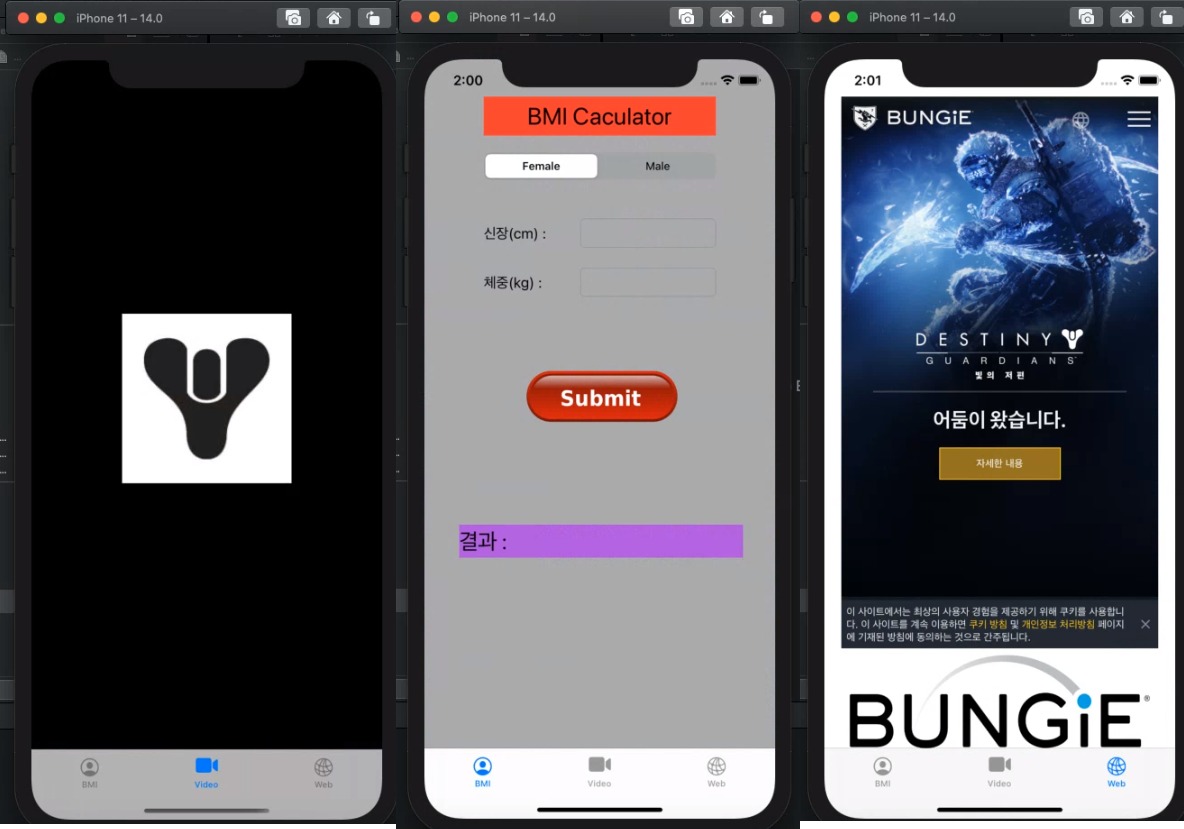 iPhone 11 – 14.0
BMI
Video
Web
iPhone 11 – 14.0
2:00
BMI Caculator
Female
Male
신장(cm) :
체중(kg) :
Submit
결과 :
BMI
Video
Web
iPhone 11 – 14.0
2:01
BUNGiE
DESTINY
GUARDIANS
빛의 저편
어둠이 왔습니다.
자세한 내용
이 사이트에서는 최상의 사용자 경험을 제공하기 위해 쿠키를 사용합니
다. 이 사이트를 계속 이용하면 쿠키 방침 및 개인정보 처리방침 페이지
에 기재된 방침에 동의하는 것으로 간주됩니다.
BUNGiE®
BMI
Video
Web